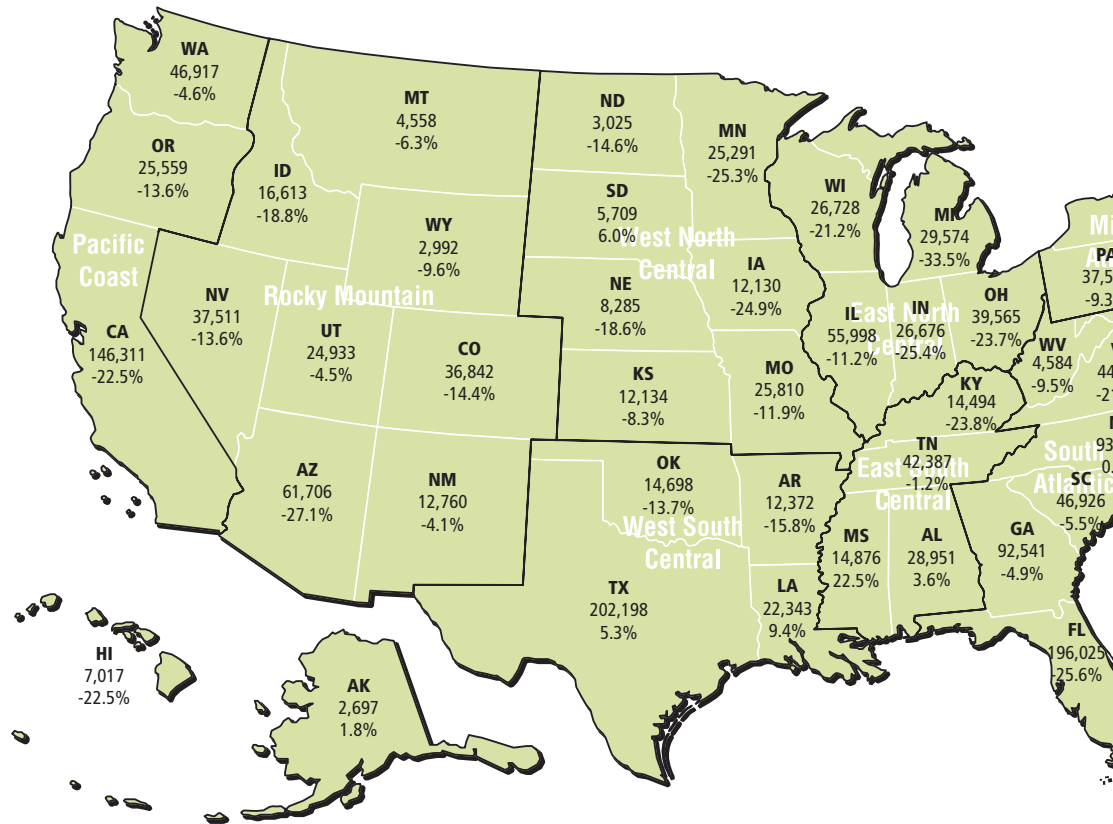 WA
46,917
-4.6%
OR
25,559
-13.6%
ID
16,613
-18.8%
MT
4,558
-6.3%
WY
2,992
-9.6%
Pacific
Coast
CA
146,311
-22.5%
NV
37,511
-13.6%
Rocky Mountain
UT
24,933
-4.5%
CO
36,842
-14.4%
AZ
61,706
-27.1%
NM
12,760
-4.1%
ND
3,025
-14.6%
SD
5,709
6.0%
West North
Central
NE
8,285
-18.6%
KS
12,134
-8.3%
MN
25,291
-25.3%
IA
12,130
-24.9%
MO
25,810
-11.9%
OK
14,698
-13.7%
West South
Central
TX
202,198
5.3%
AR
12,372
-15.8%
LA
22,343
9.4%
WI
26,728
-21.2%
MI
29,574
-33.5%
East North
Central
IL
55,998
-11.2%
IN
26,676
-25.4%
OH
39,565
-23.7%
KY
14,494
-23.8%
TN
42,387
-1.2%
East South
Central
MS
14,876
22.5%
AL
28,951
3.6%
PA
WV
4,584
-9.5%
South
Atlantic
SC
46,926
-5.5%
GA
92,541
-4.9%
FL
196,025
-25.6%
HI
7,017
-22.5%
AK
2,697
1.8%